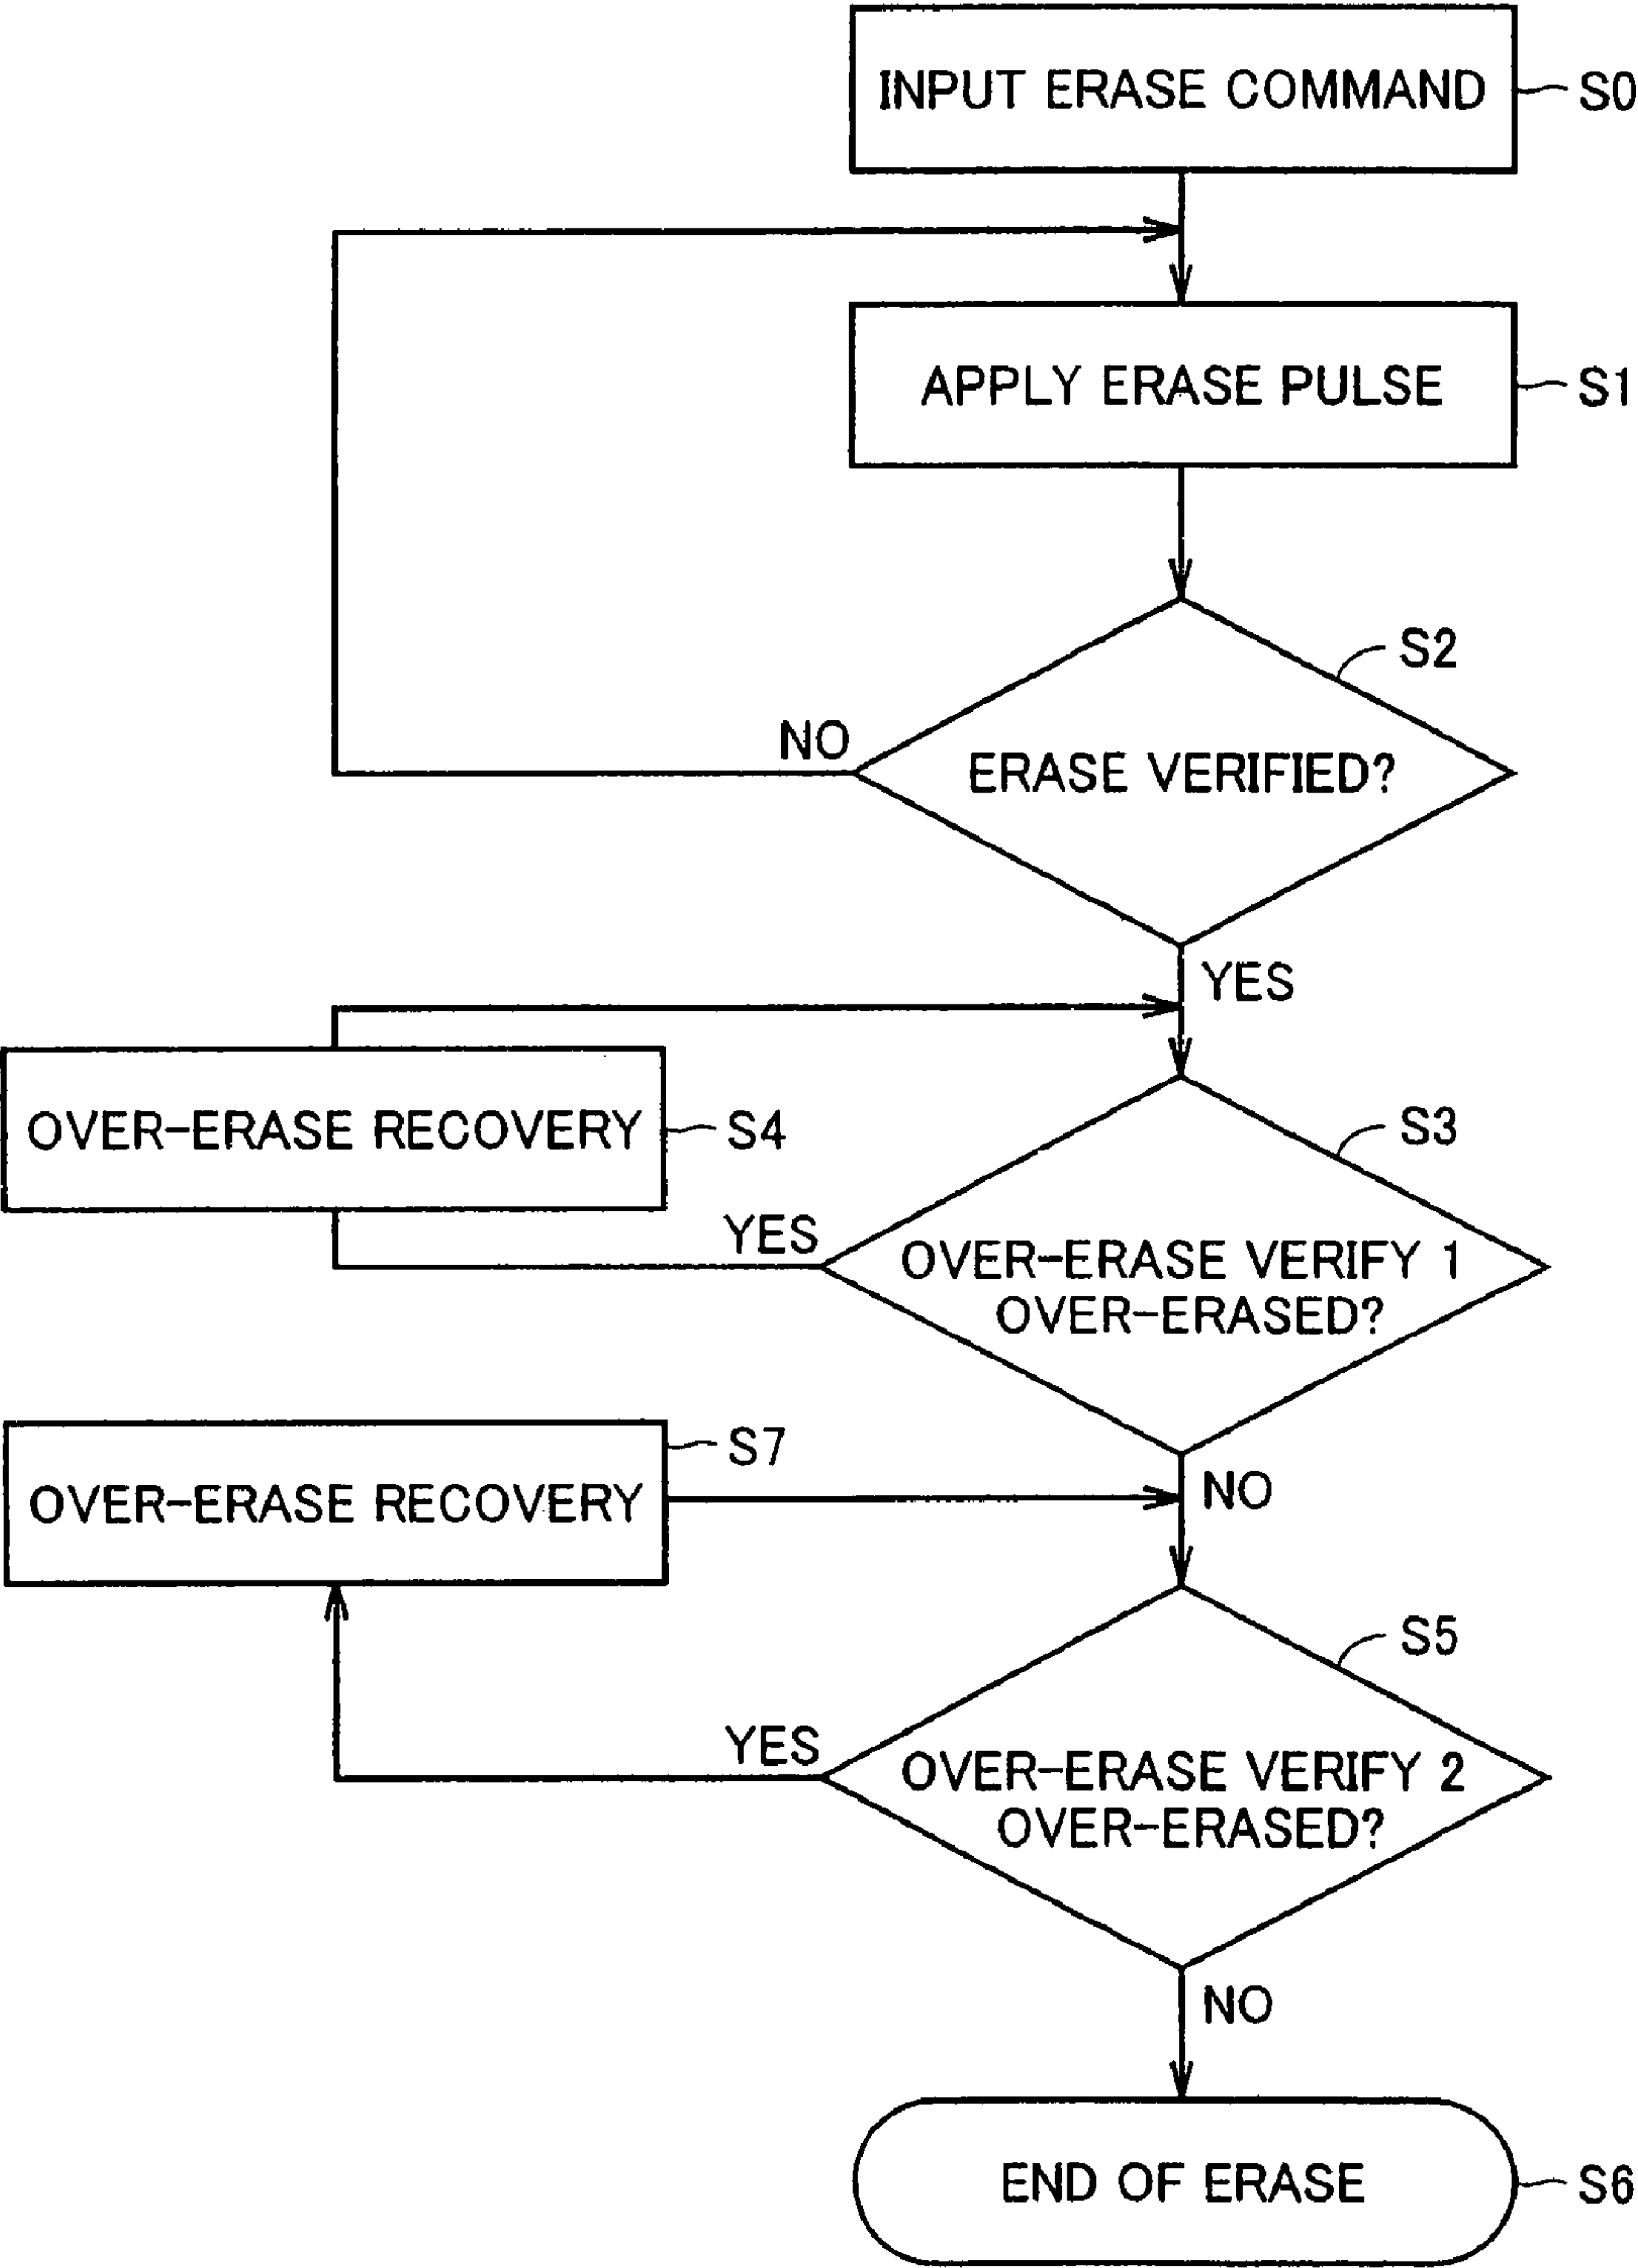 INPUT ERASE COMMAND
S0
APPLY ERASE PULSE
S1
S2
NO
ERASE VERIFIED?
YES
OVER-ERASE RECOVERY
S4
S3
YES
OVER-ERASE VERIFY 1
OVER-ERASED?
S7
NO
OVER-ERASE RECOVERY
S5
YES
OVER-ERASE VERIFY 2
OVER-ERASED?
NO
END OF ERASE
S6